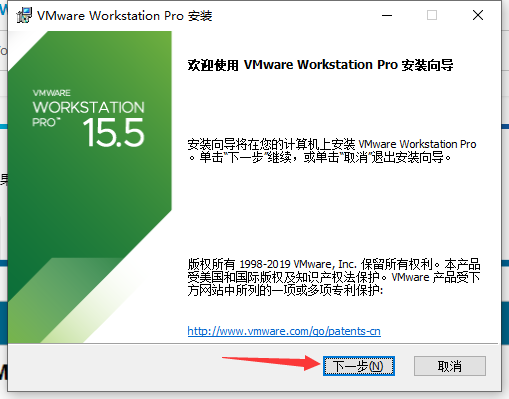 VMware Workstation Pro 安装
VMWARE
WORKSTATION
PRO™
15.5
欢迎使用 VMware Workstation Pro 安装向导
安装向导将在您的计算机上安装 VMware Workstation Pro
。单击“下一步”继续，或单击“取消”退出安装向导。
版权所有 1998-2019 VMware, Inc. 保留所有权利。本产品
受美国和国际版权及知识产权法保护。VMware 产品受下
方网站中所列的一项或多项专利保护:
http://www.vmware.com/go/patents-cn
下一步(N)
取消